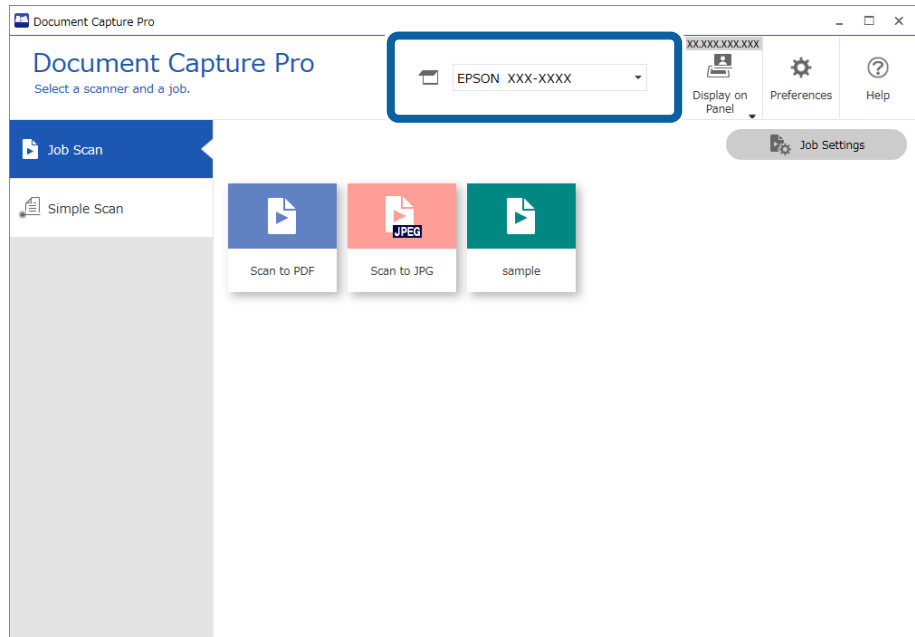 Document Capture Pro
Document Capture Pro
Select a scanner and a job.
EPSON XXX-XXXX
XX.XXX.XXX.XXX
Display on
Panel
Preferences
Help
Job Scan
Job Settings
Simple Scan
JPEG
Scan to PDF
Scan to JPG
sample